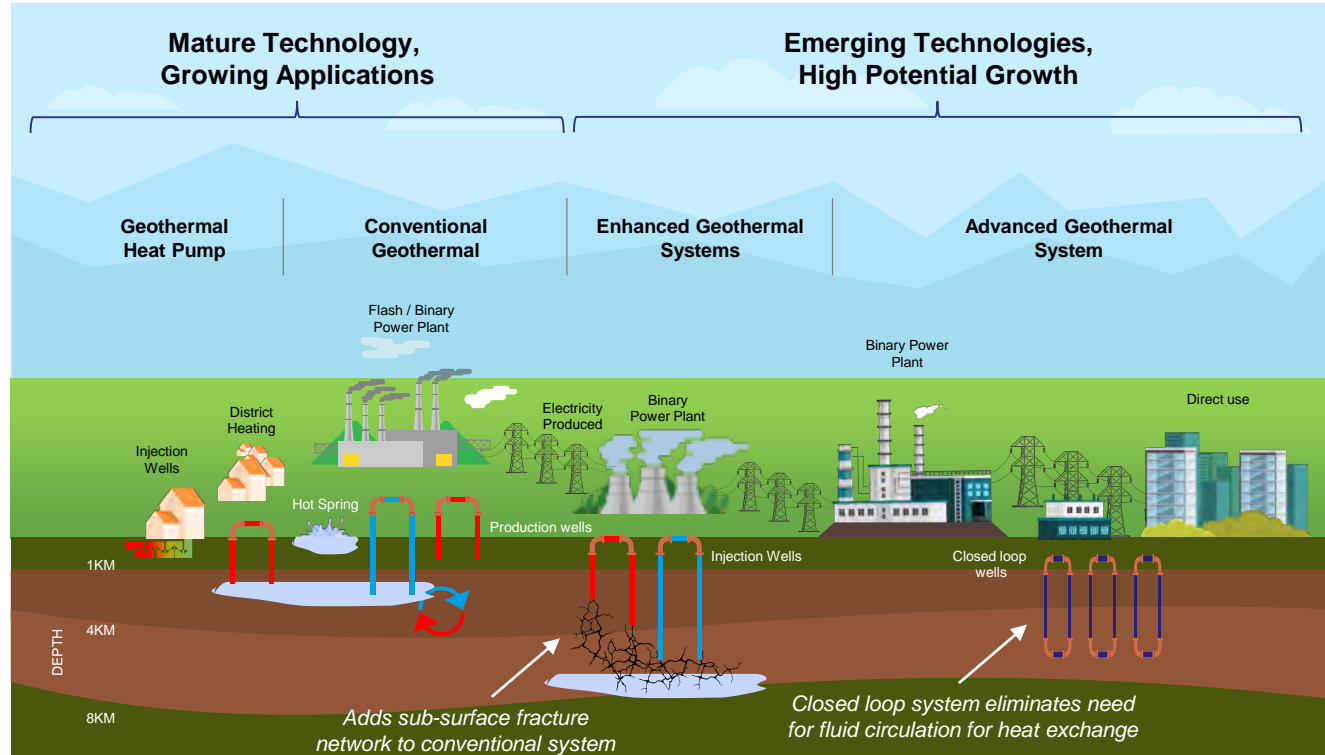 Mature Technology,
Growing Applications
Emerging Technologies,
High Potential Growth
Geothermal
Heat Pump
Conventional
Geothermal
Enhanced Geothermal
Systems
Advanced Geothermal
System
Flash / Binary
Power Plant
Binary Power
Plant
District
Heating
Electricity
Produced
Binary
Power Plant
Direct use
Injection
Wells
Hot Spring
Production wells
Injection Wells
Closed loop
wells
1KM
4KM
DEPTH
8KM
Adds sub-surface fracture
network to conventional system
Closed loop system eliminates need
for fluid circulation for heat exchange